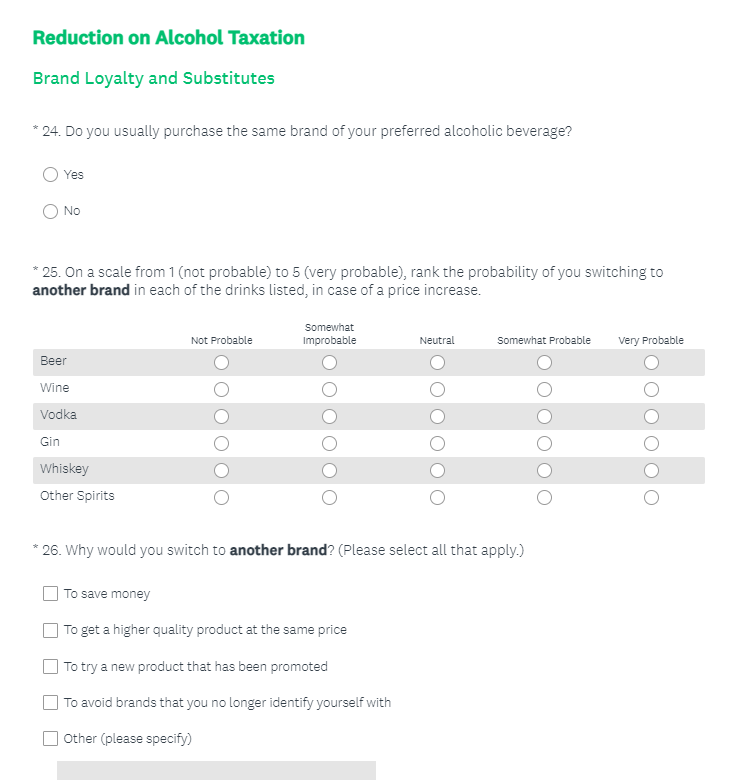 Reduction on Alcohol Taxation
Brand Loyalty and Substitutes
* 24. Do you usually purchase the same brand of your preferred alcoholic beverage?
Yes
No
* 25. On a scale from 1 (not probable) to 5 (very probable), rank the probability of you switching to
another brand in each of the drinks listed, in case of a price increase.
Somewhat
Not Probable Improbable Neutral Somewhat Probable Very Probable
Beer
Wine
Vodka
Gin
Whiskey
Other Spirits
* 26. Why would you switch to another brand? (Please select all that apply.)
To save money
To get a higher quality product at the same price
To try a new product that has been promoted
To avoid brands that you no longer identify yourself with
Other (please specify)